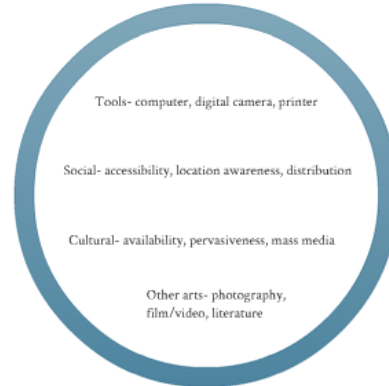 Tools- computer, digital camera, printer
Social- accessibility, location awareness, distribution
Cultural- availability, pervasiveness, mass media
Other arts- photography,
film/video, literature